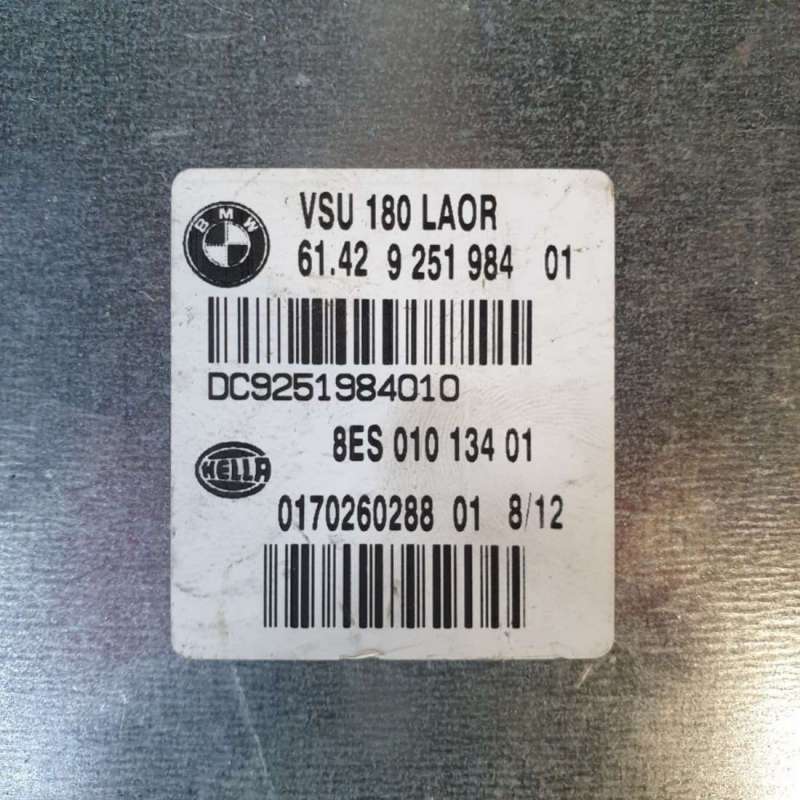 BMW
VSU 180 LAOR
61.42 9 251 984 01
DC9251984010
HELLA
8ES 010 134 01
0170260288 01 8/12